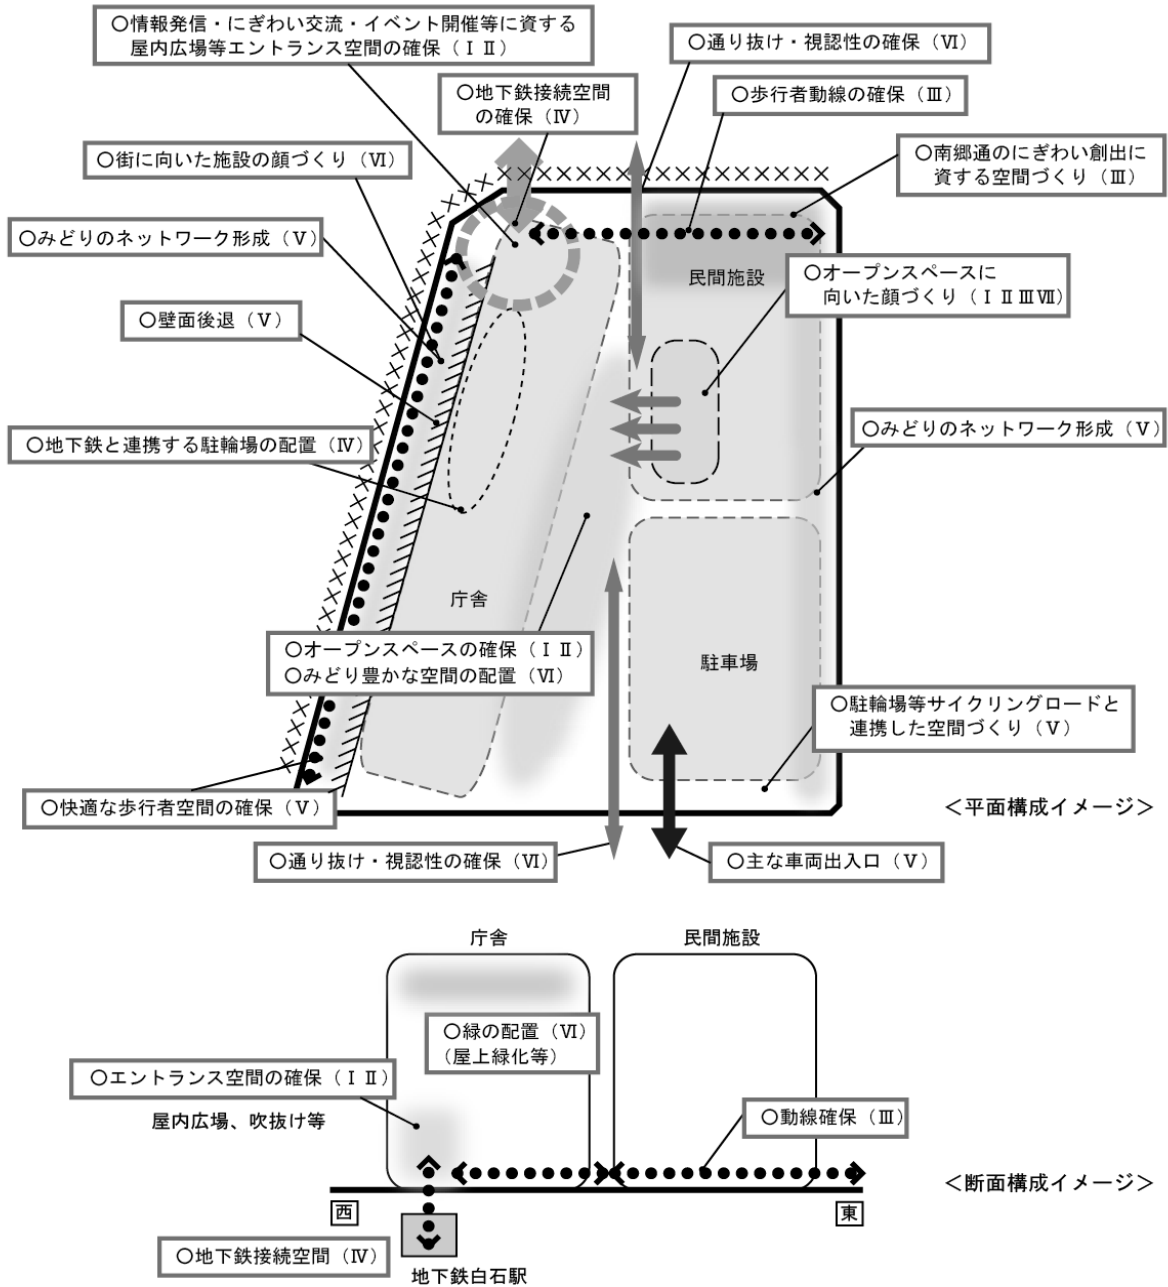 ○情報発信・にぎわい交流・イベント開催等に資する
屋内広場等エントランス空間の確保（ⅠⅡ）
○通り抜け・視認性の確保（Ⅵ）
○地下鉄接続空間
の確保（Ⅳ）
○歩行者動線の確保（Ⅲ）
○街に向いた施設の顔づくり（Ⅵ）
○南郷通のにぎわい創出に
資する空間づくり（Ⅲ）
○みどりのネットワーク形成（Ⅴ）
民間施設
○オープンスペースに
向いた顔づくり（ⅠⅡⅢⅦ）
○壁面後退（Ⅴ）
○地下鉄と連携する駐輪場の配置（Ⅳ）
○みどりのネットワーク形成（Ⅴ）
庁舎
○オープンスペースの確保（ⅠⅡ）
○みどり豊かな空間の配置（Ⅵ）
駐車場
○駐輪場等サイクリングロードと
連携した空間づくり（Ⅴ）
○快適な歩行者空間の確保（Ⅴ）
＜平面構成イメージ＞
○通り抜け・視認性の確保（Ⅵ）
○主な車両出入口（Ⅴ）
庁舎
民間施設
○緑の配置（Ⅵ）
（屋上緑化等）
○エントランス空間の確保（ⅠⅡ）
屋内広場、吹抜け等
○動線確保（Ⅲ）
＜断面構成イメージ＞
西
東
○地下鉄接続空間（Ⅳ）
地下鉄白石駅